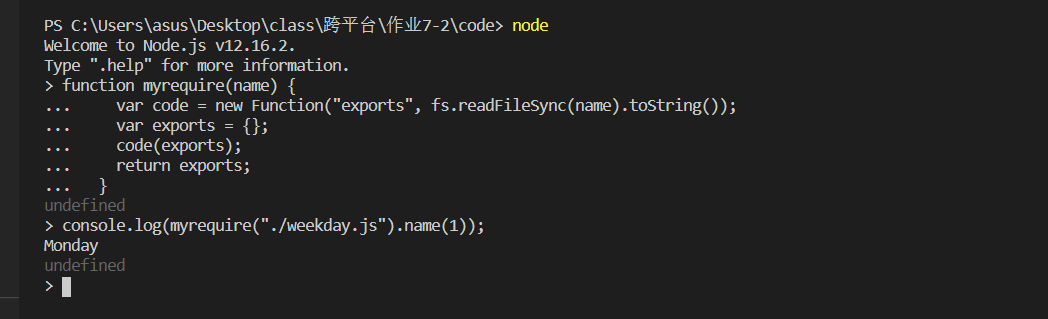 PS C:\Users\asus\Desktop\class\跨平台\作业7-2\code> node
Welcome to Node.js v12.16.2.
Type ".help" for more information.
> function myrequire(name) {
...     var code = new Function("exports", fs.readFileSync(name).toString());
...     var exports = {};
...     code(exports);
...     return exports;
...   }
undefined
> console.log(myrequire("./weekday.js").name(1));
Monday
undefined
>